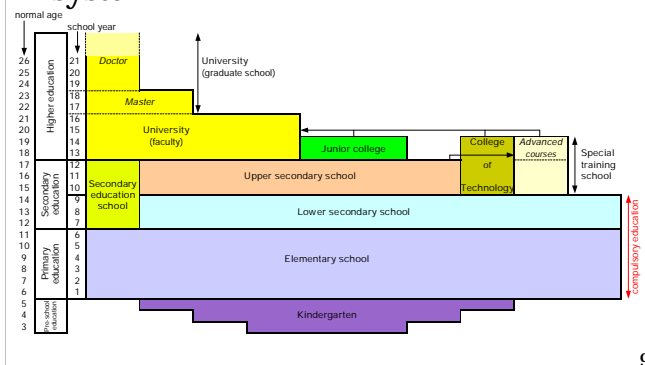 normal age
school year
26
25
24
23
22
21
20
19
18
17
16
15
14
13
12
11
10
9
8
7
6
5
4
3
Higher education
Secondary
education
Primary
education
Pre-school
education
21
20
19
18
17
16
15
14
13
12
11
10
9
8
7
6
5
4
3
2
1
Doctor
Master
University
(graduate school)
University
(faculty)
Junior college
College
of
Technology
Advanced
courses
Special
training
school
Secondary
education
school
Upper secondary school
Lower secondary school
Elementary school
Kindergarten
compulsory education